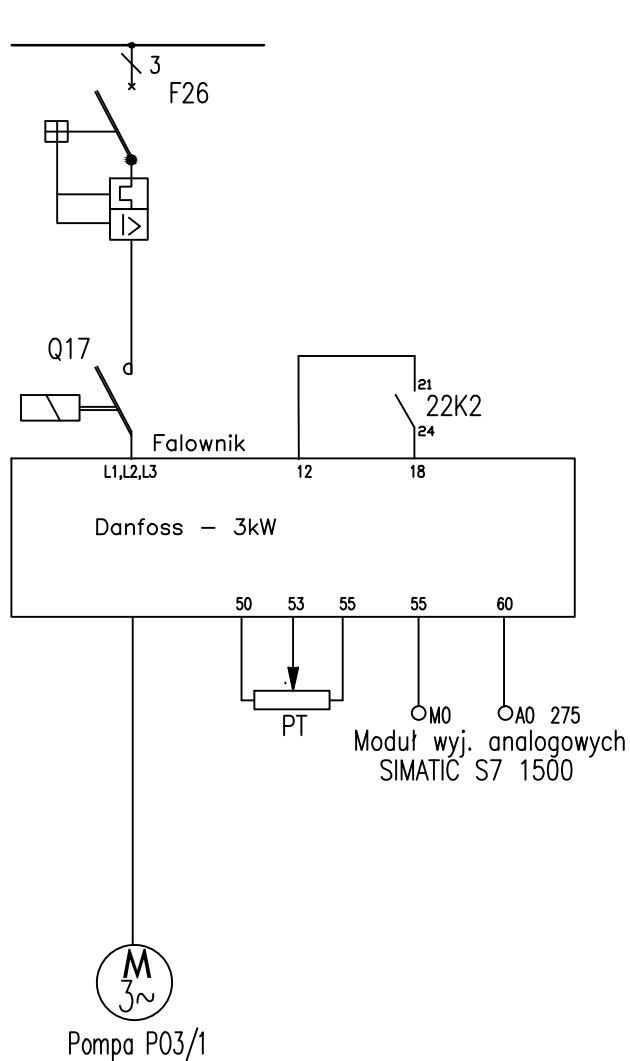 3
F26
I>
Q17
21
22K2
24
Falownik
L1,L2,L3
12
18
Danfoss – 3kW
50
53
55
55
60
PT
M0
A0 275
Moduł wyj. analogowych
SIMATIC S7 1500
M
3~
Pompa P03/1